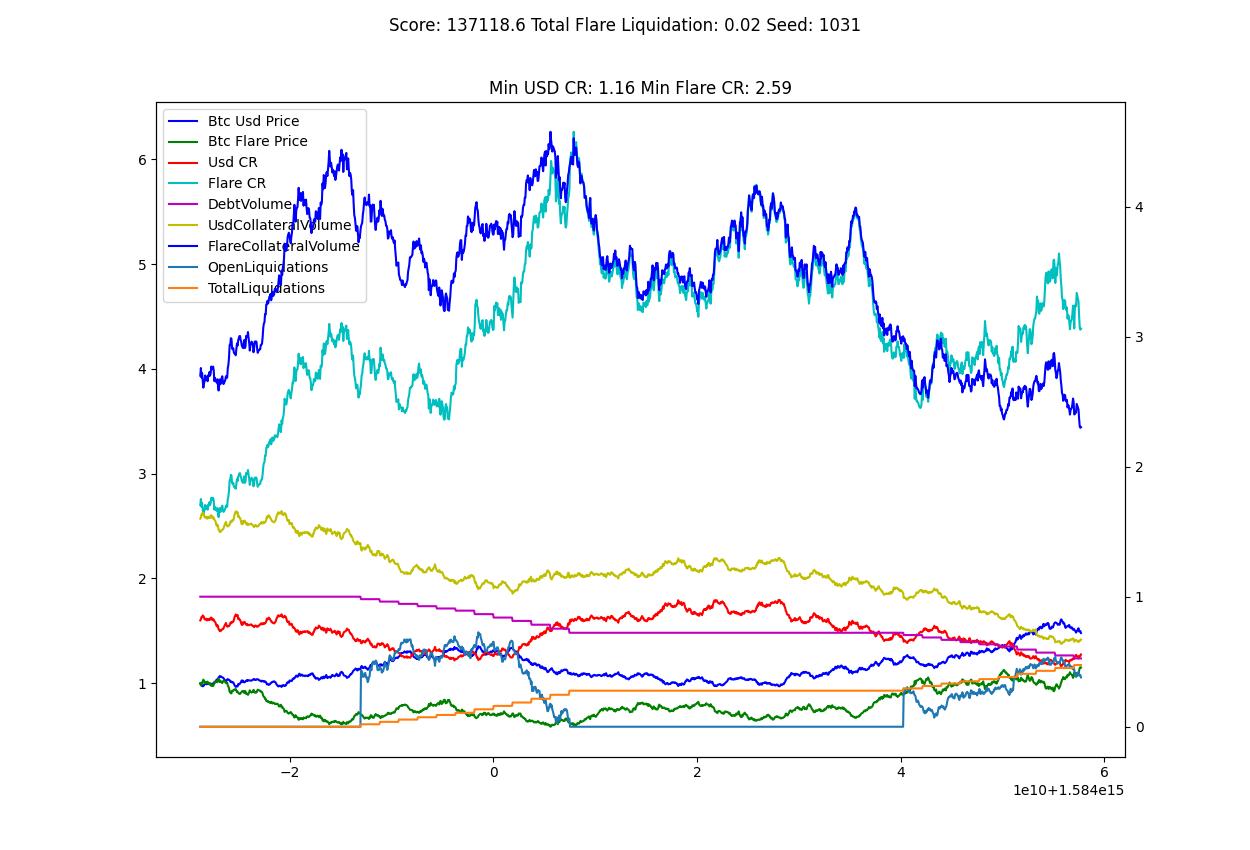 Score: 137118.6 Total Flare Liquidation: 0.02 Seed: 1031
Min USD CR: 1.16 Min Flare CR: 2.59
Btc Usd Price
Btc Flare Price
Usd CR
Flare CR
DebtVolume
UsdCollateralVolume
FlareCollateralVolume
OpenLiquidations
TotalLiquidations
6
5
4
3
2
1
4
3
2
1
0
−2
0
2
4
6
1e10+1.584e15